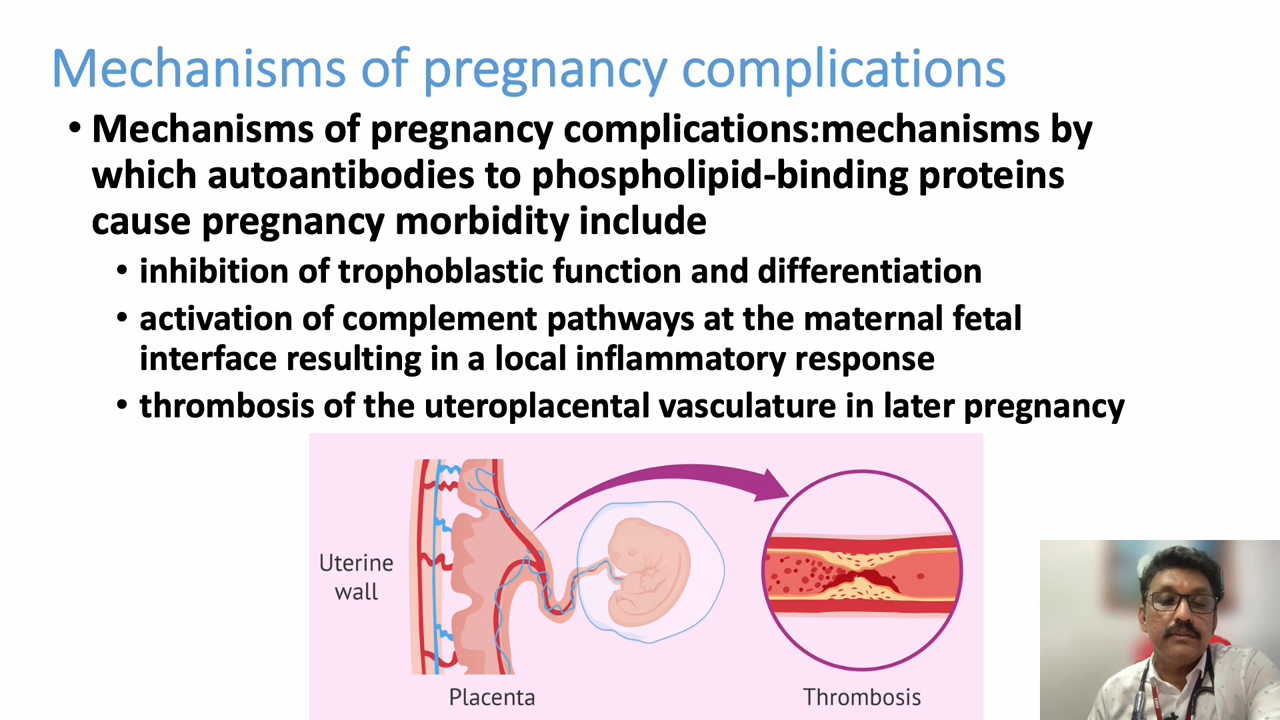 Mechanisms of pregnancy complications
• Mechanisms of pregnancy complications:mechanisms by
which autoantibodies to phospholipid-binding proteins
cause pregnancy morbidity include
• inhibition of trophoblastic function and differentiation
• activation of complement pathways at the maternal fetal
interface resulting in a local inflammatory response
• thrombosis of the uteroplacental vasculature in later pregnancy
Uterine
wall
Placenta
Thrombosis